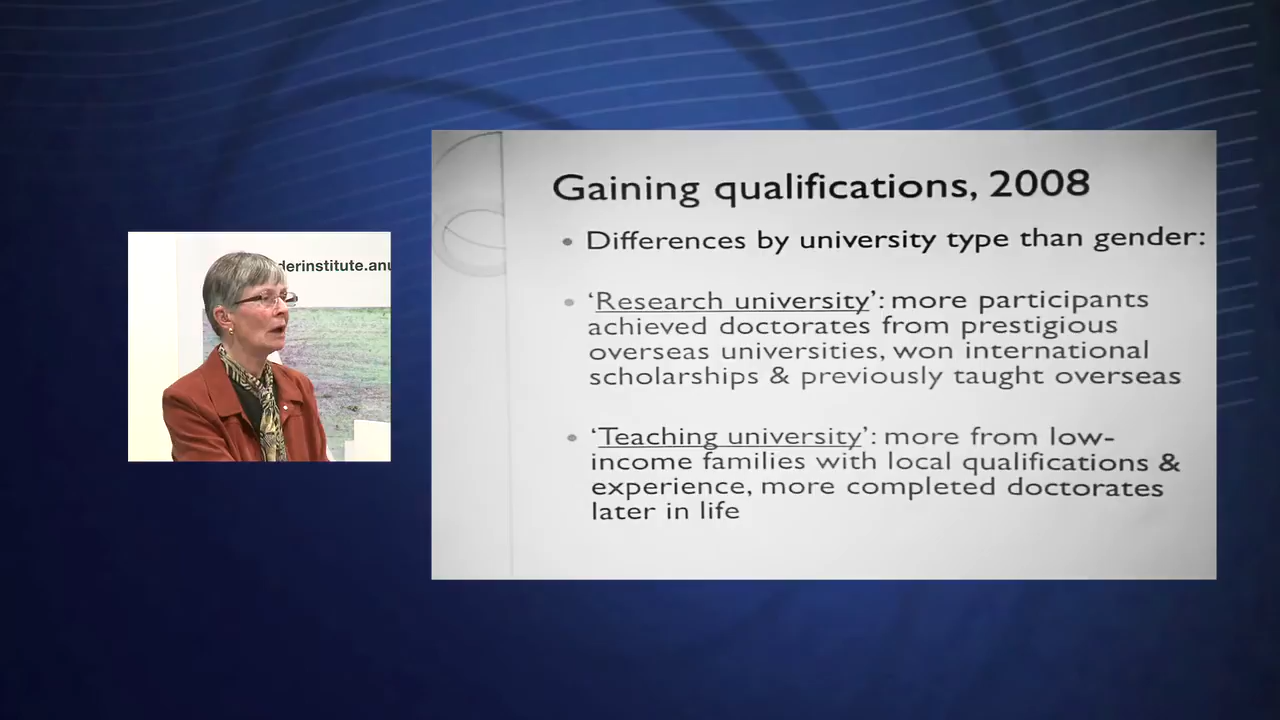 derinstitute.anu
Gaining qualifications, 2008
• Differences by university type than gender:
• ‘Research university’: more participants
achieved doctorates from prestigious
overseas universities, won international
scholarships & previously taught overseas
• ‘Teaching university’: more from low-
income families with local qualifications &
experience, more completed doctorates
later in life